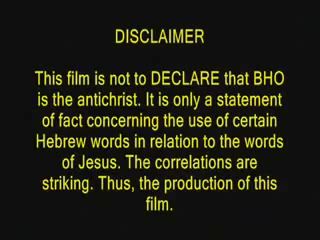 DISCLAIMER
This film is not to DECLARE that BHO
is the antichrist. It is only a statement
of fact concerning the use of certain
Hebrew words in relation to the words
of Jesus. The correlations are
striking. Thus, the production of this
film.